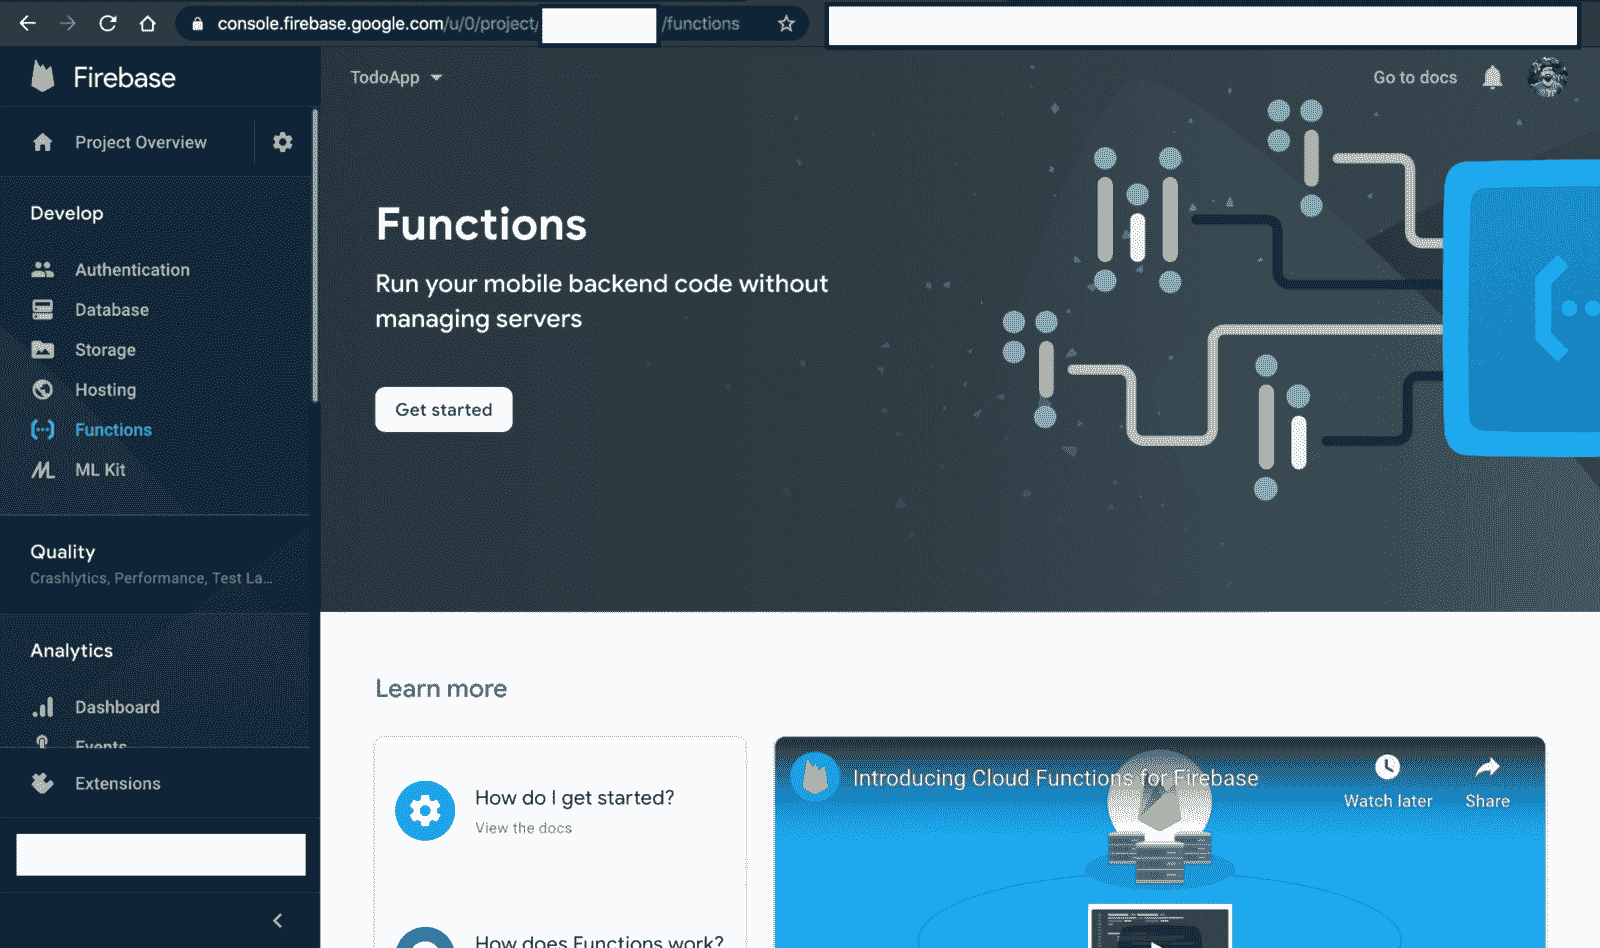 console.firebase.google.com/u/0/project/
/functions
Firebase
TodoApp
Go to docs
Project Overview
Develop
Authentication
Database
Storage
Hosting
Functions
ML Kit
Quality
Crashlytics, Performance, Test La...
Analytics
Dashboard
Events
Extensions
Functions
Run your mobile backend code without
managing servers
Get started
Learn more
How do I get started?
View the docs
How does Functions work?
Introducing Cloud Functions for Firebase
Watch later
Share